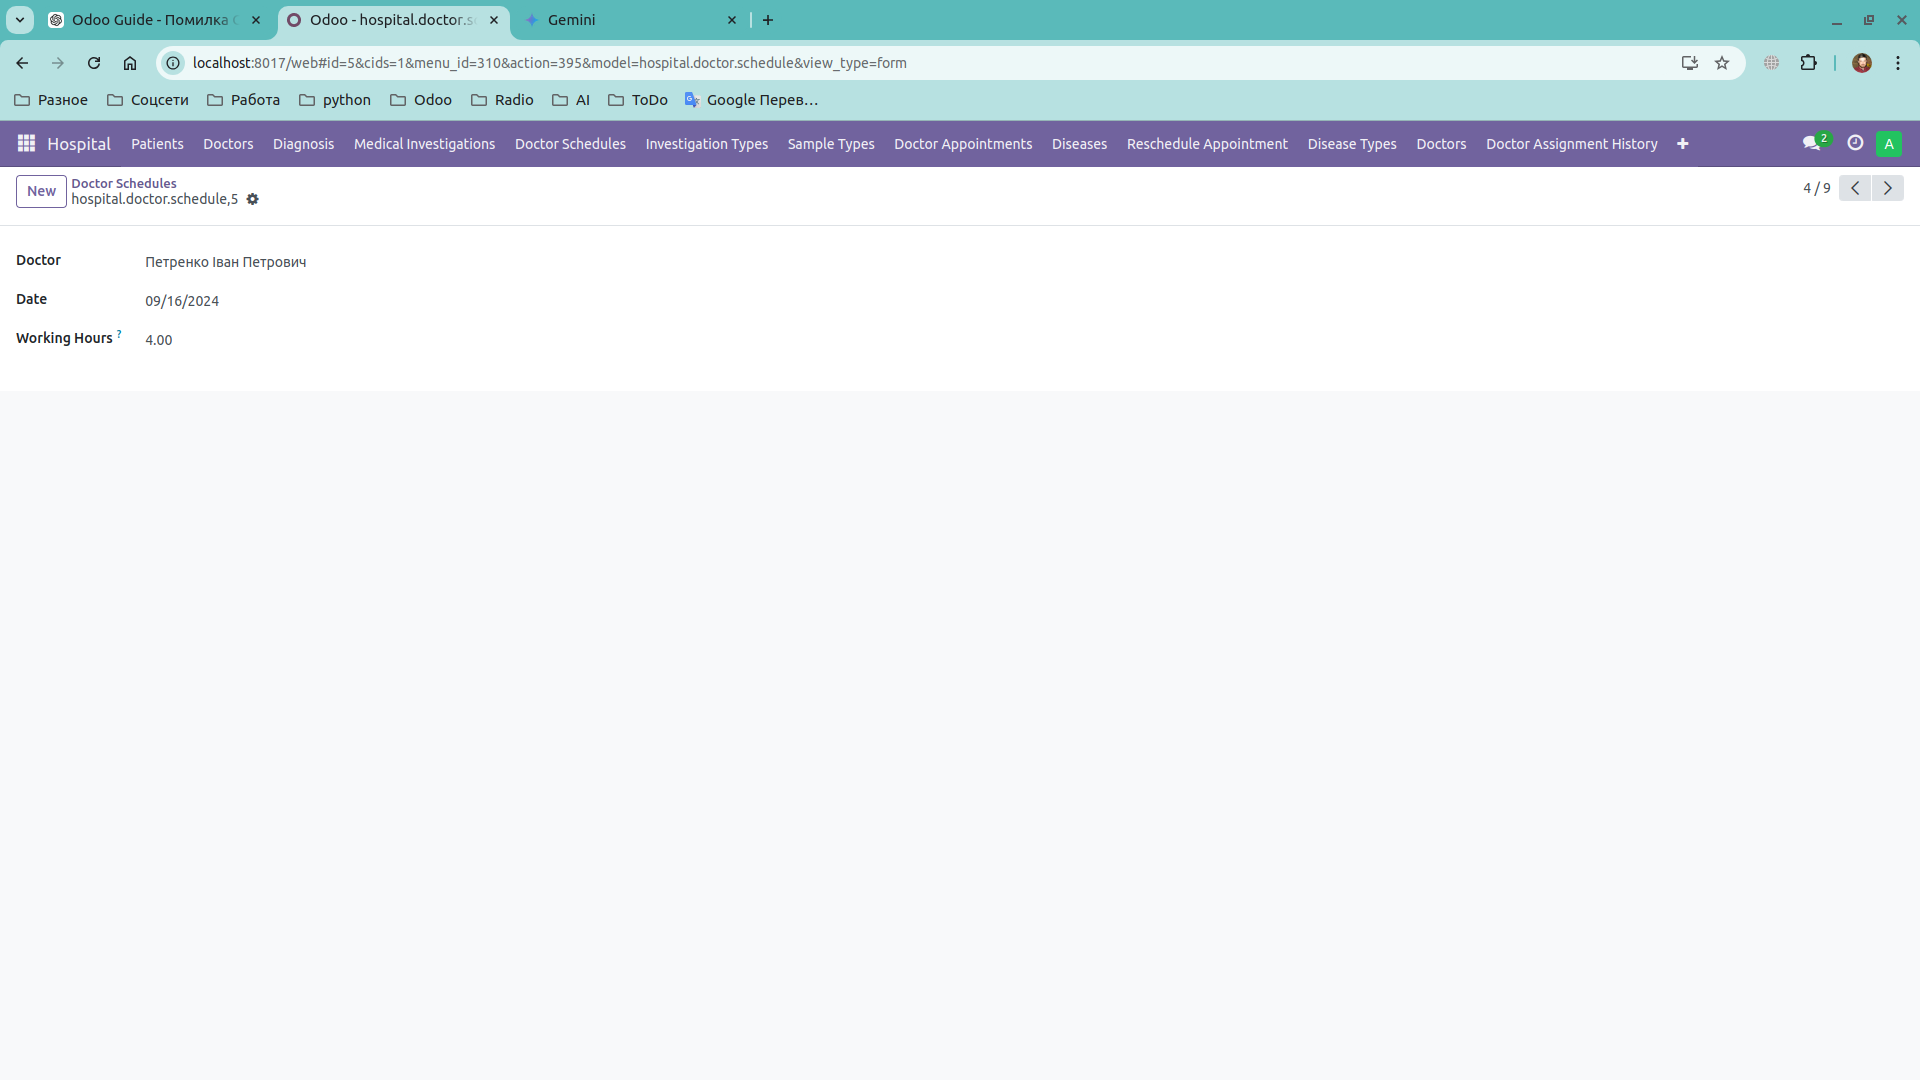 Odoo Guide - Помилка
Odoo - hospital.doctor.s
Gemini
localhost:8017/web#id=5&cids=1&menu_id=310&action=395&model=hospital.doctor.schedule&view_type=form
Разное Соцсети Работа python Odoo Radio AI ToDo Google Перев...
Hospital Patients Doctors Diagnosis Medical Investigations Doctor Schedules Investigation Types Sample Types Doctor Appointments Diseases Reschedule Appointment Disease Types Doctors Doctor Assignment History 2 A
New
Doctor Schedules
hospital.doctor.schedule,5
4 / 9
Doctor Петренко Іван Петрович
Date 09/16/2024
Working Hours ? 4.00